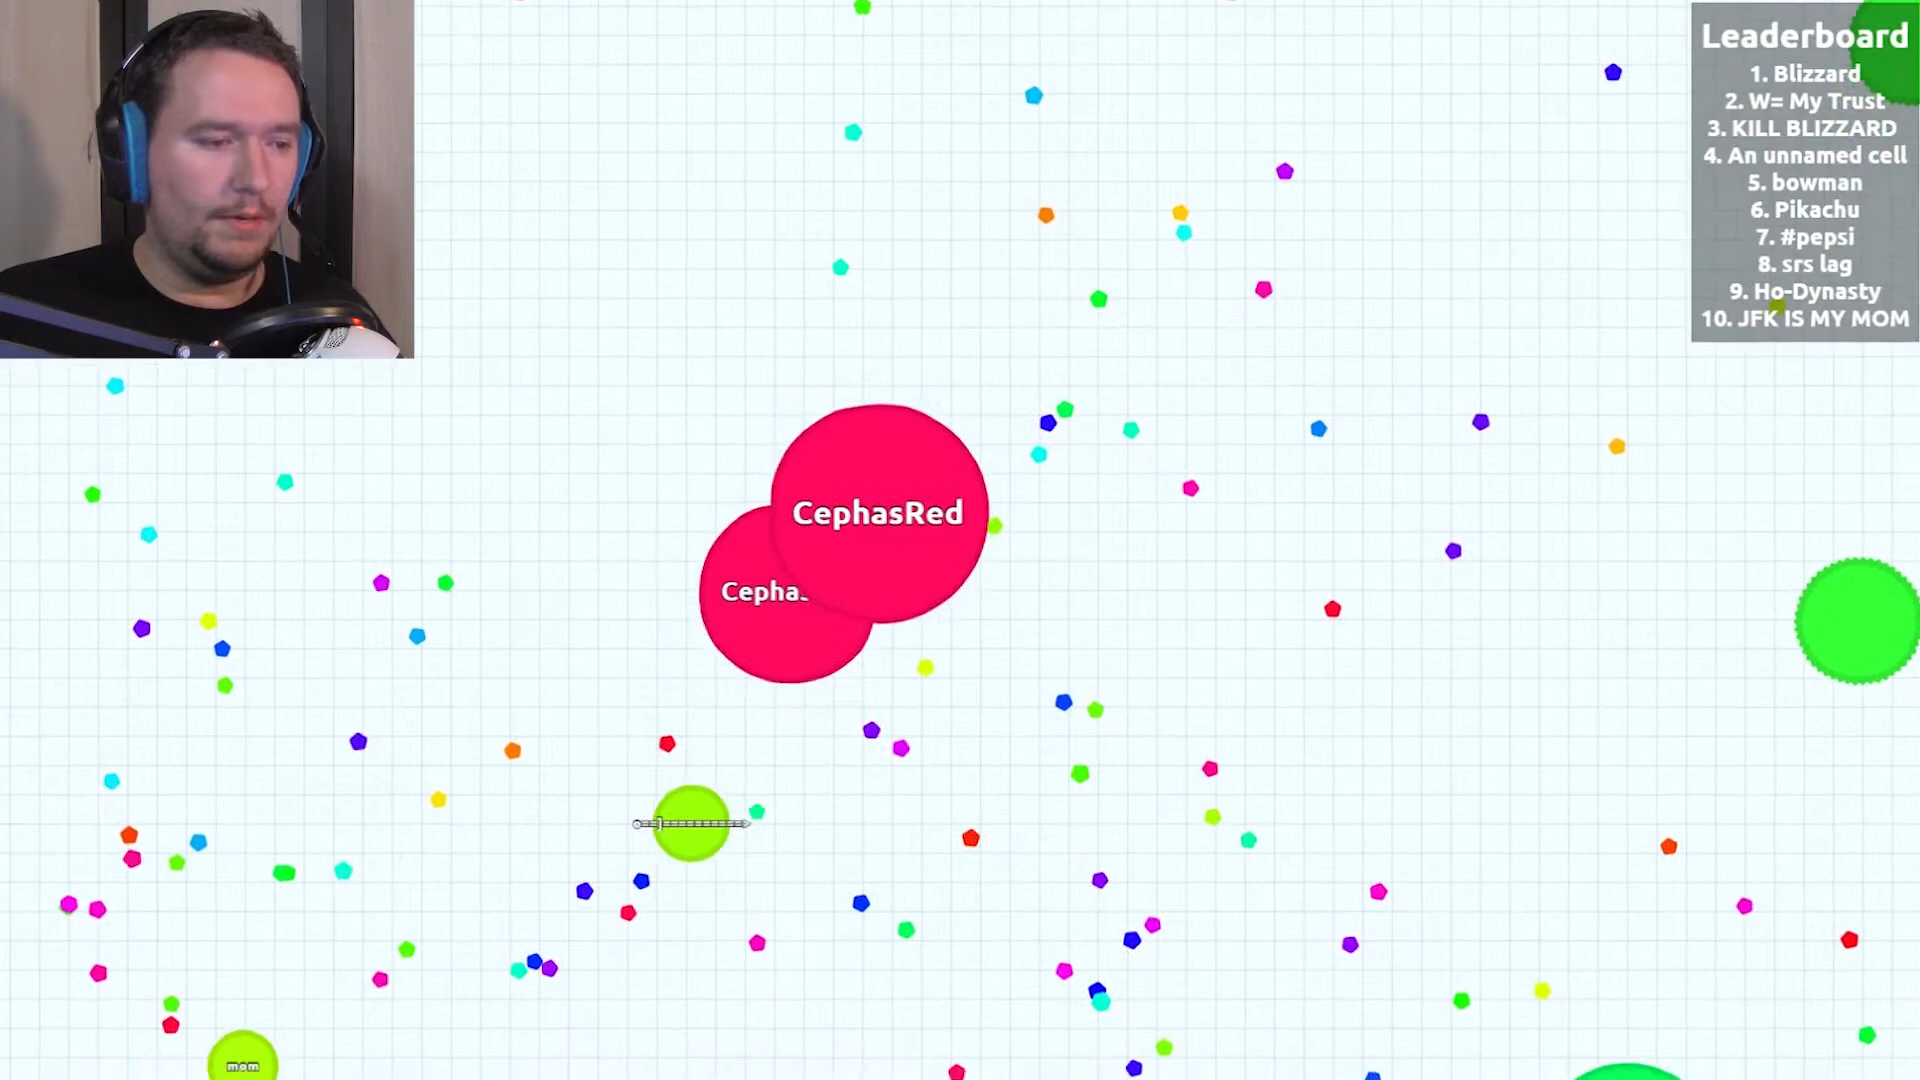 Leaderboard
1. Blizzard
2. W= My Trust
3. KILL BLIZZARD
4. An unnamed cell
5. bowman
6. Pikachu
7. #pepsi
8. srs lag
9. Ho-Dynasty
10. JFK IS MY MOM
CephasRed
Cephas
mom